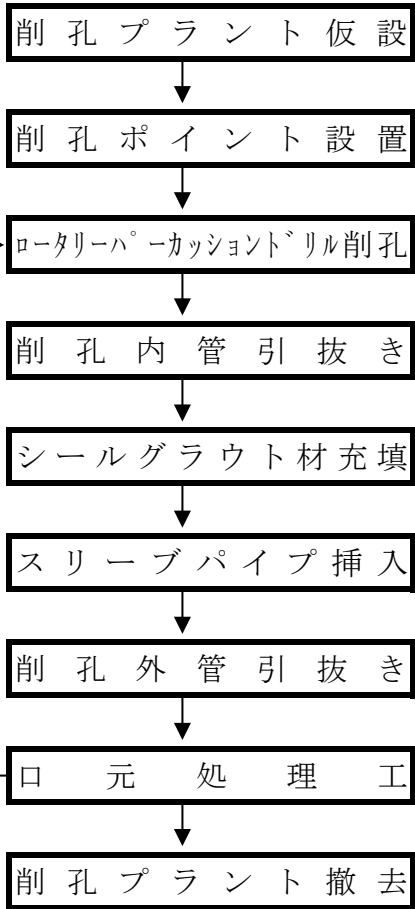 削孔プラント仮設
削孔ポイント設置
ロータリーパーカッションドリル削孔
削孔内管引抜き
シールグラウト材充填
スリーブパイプ挿入
削孔外管引抜き
口元処理工
削孔プラント撤去